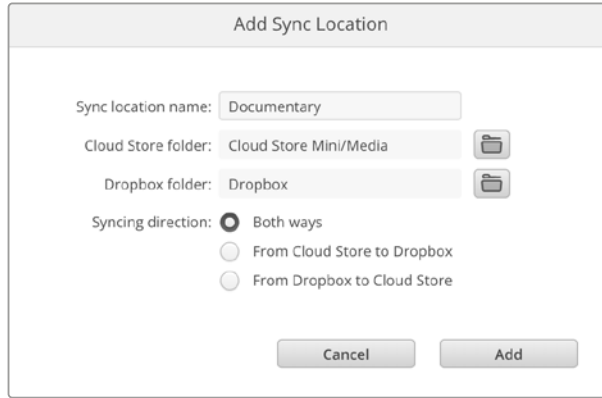 Add Sync Location
Sync location name: Documentary
Cloud Store folder: Cloud Store Mini/Media
Dropbox folder: Dropbox
Syncing direction: Both ways
From Cloud Store to Dropbox
From Dropbox to Cloud Store
Cancel Add